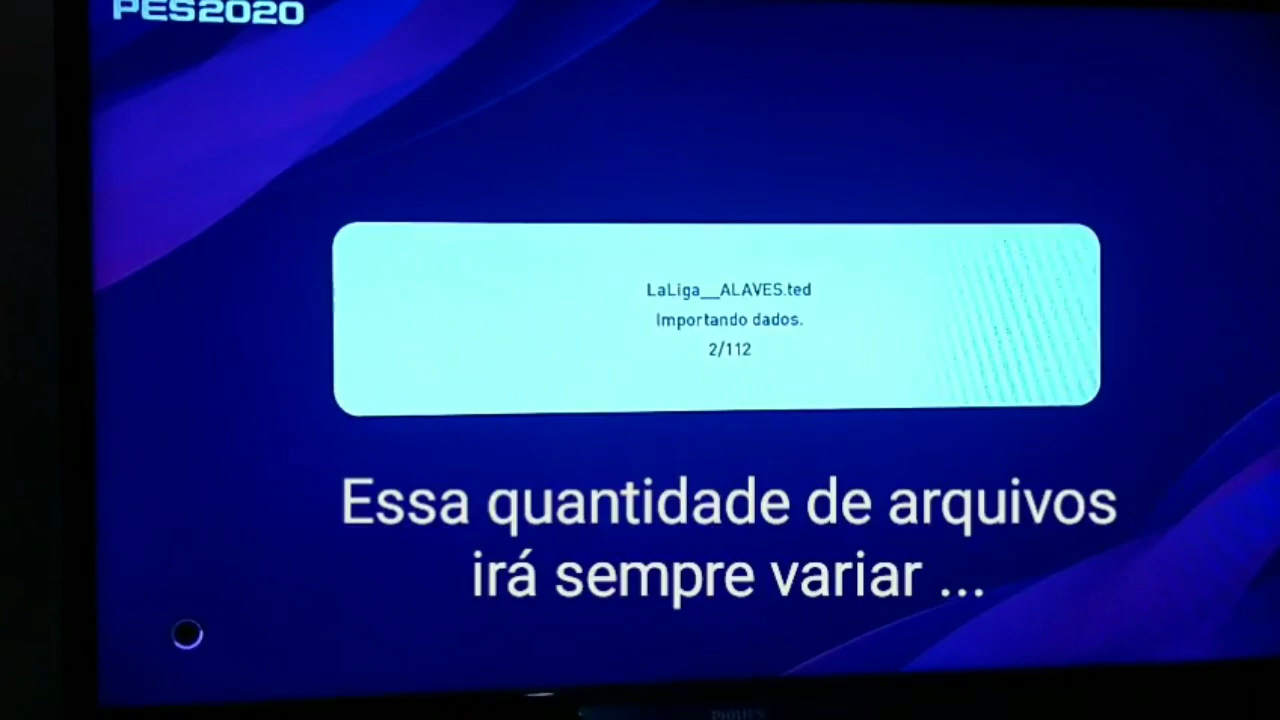 PES2020
LaLiga__ALAVES.ted
Importando dados.
2/112
Essa quantidade de arquivos
irá sempre variar ...